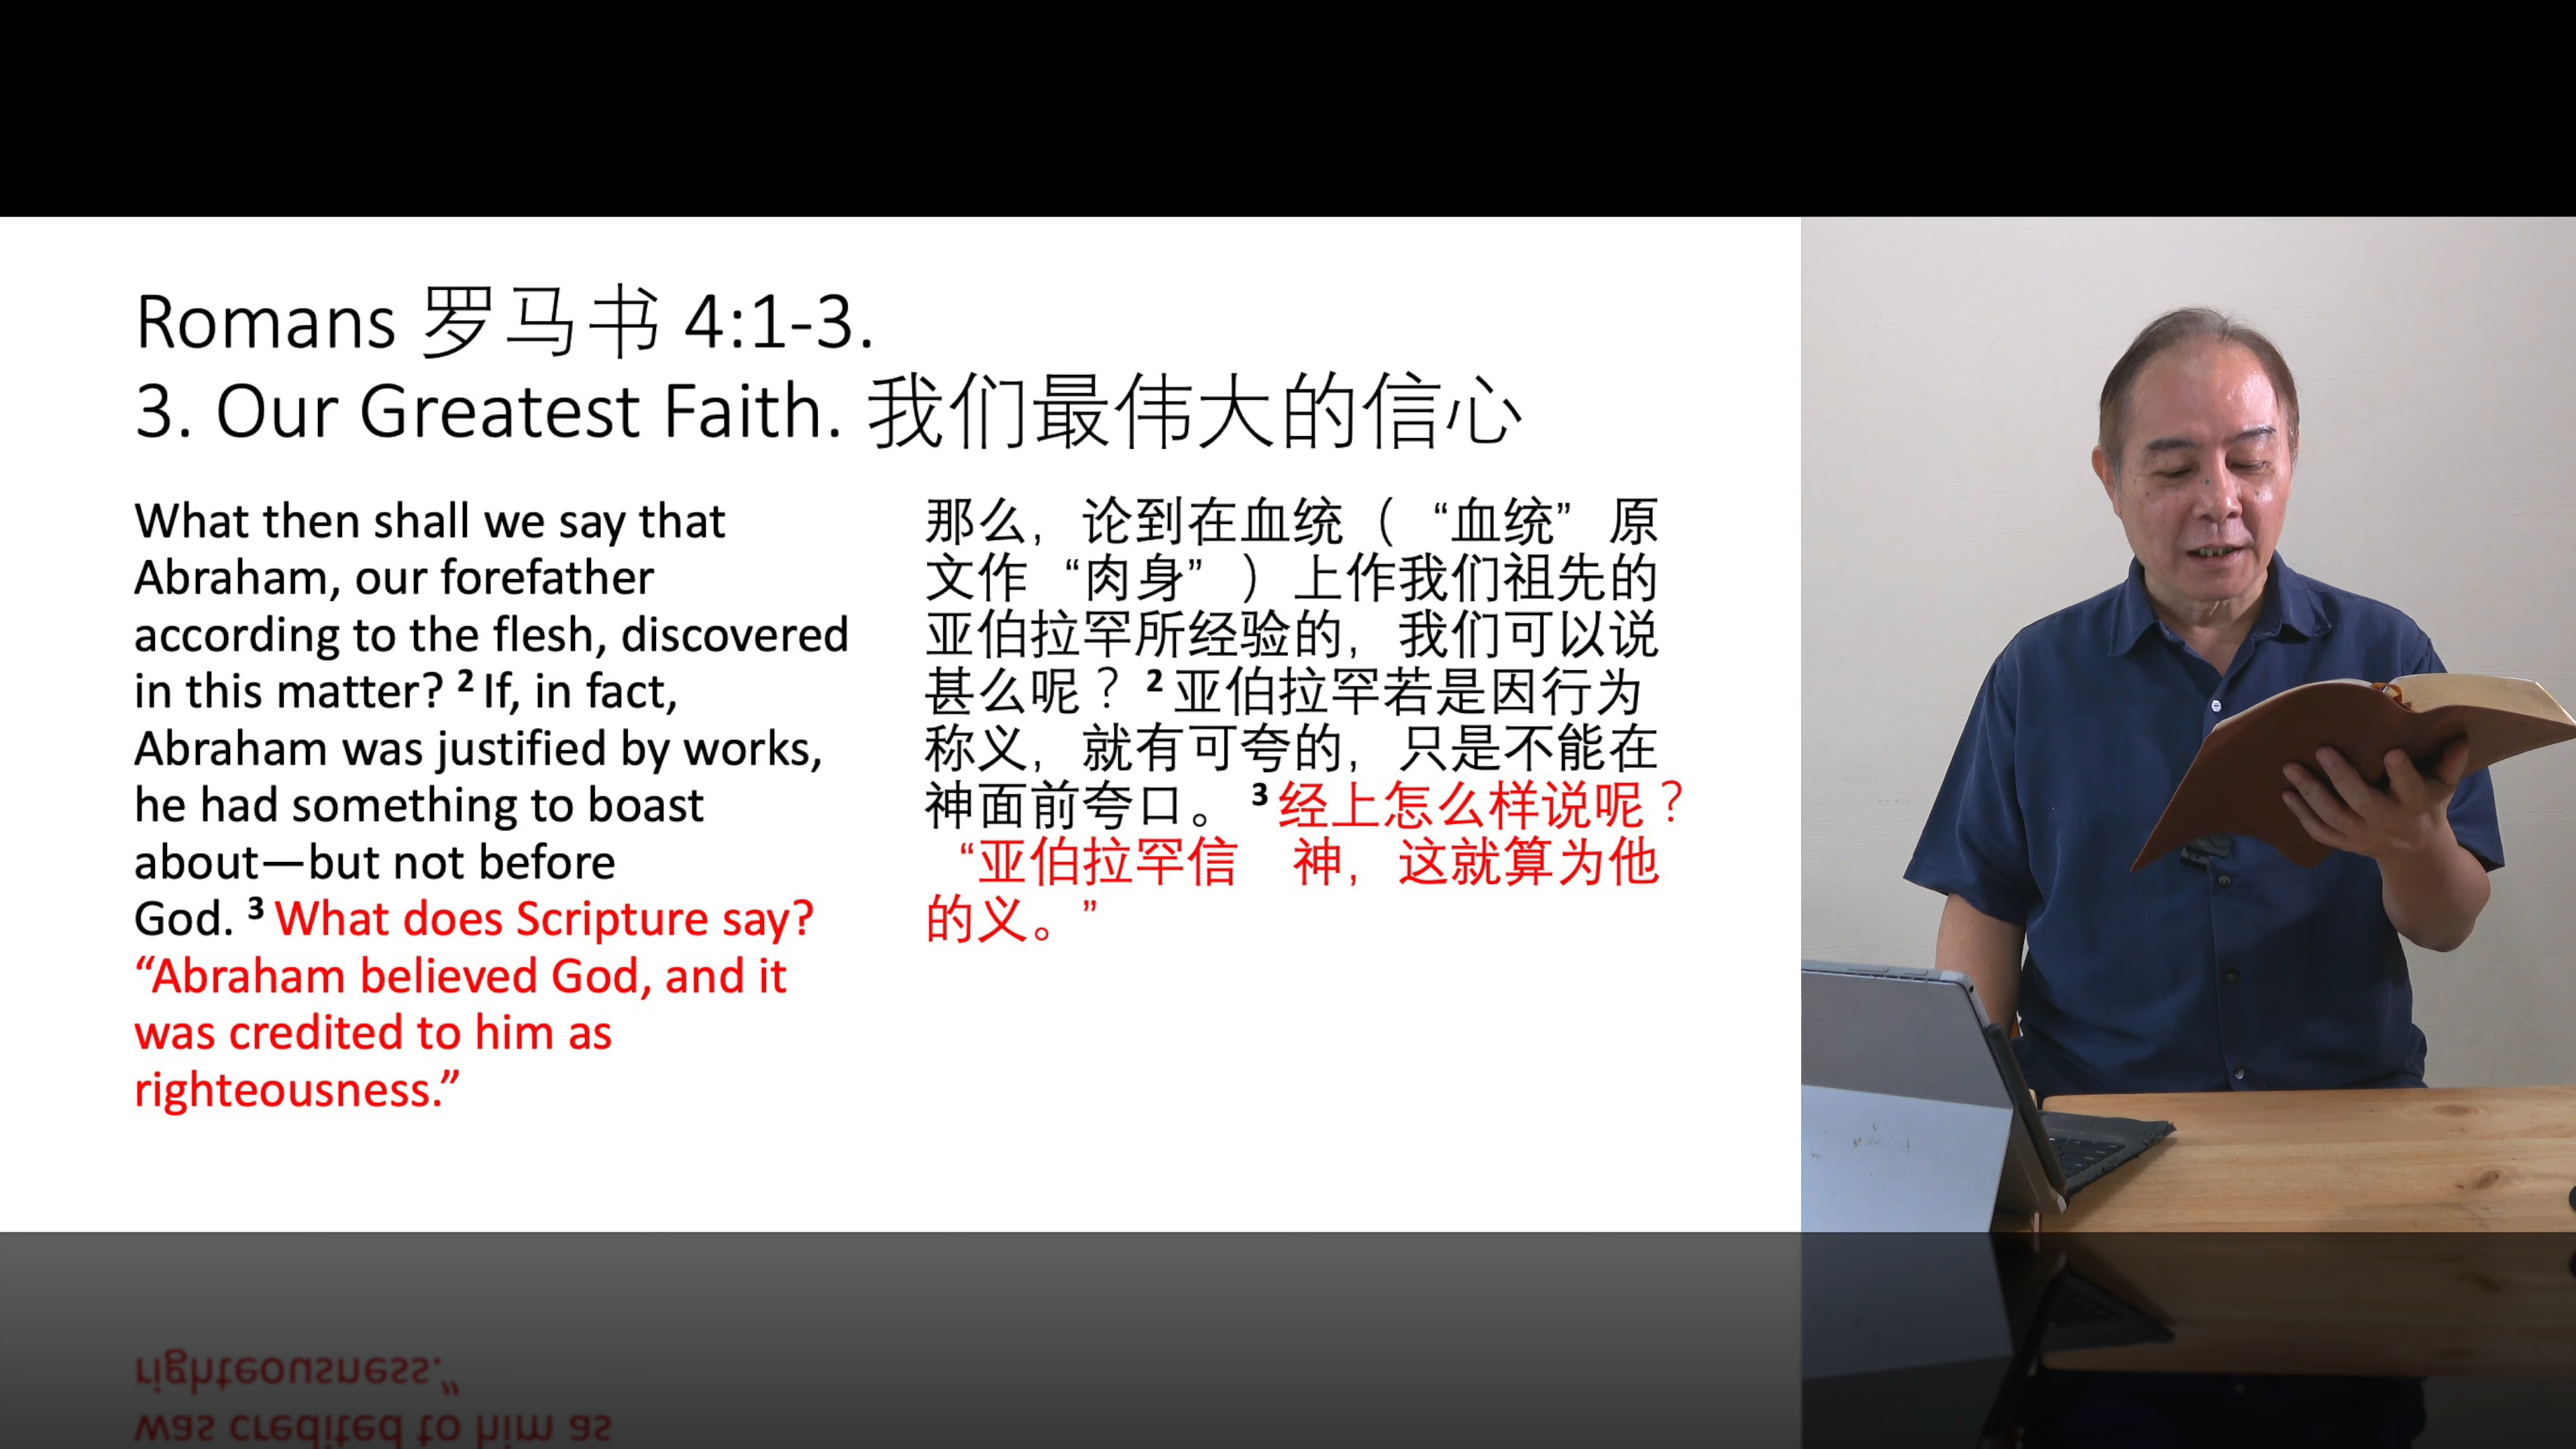 Romans 罗马书 4:1-3.
3. Our Greatest Faith. 我们最伟大的信心
What then shall we say that
Abraham, our forefather
according to the flesh, discovered
in this matter? 2 If, in fact,
Abraham was justified by works,
he had something to boast
about—but not before
God. 3 What does Scripture say?
“Abraham believed God, and it
was credited to him as
righteousness.”
那么，论到在血统（ “血统” 原
文作 “肉身” ）上作我们祖先的
亚伯拉罕所经验的，我们可以说
甚么呢？ 2 亚伯拉罕若是因行为
称义，就有可夸的，只是不能在
神面前夸口。 3 经上怎么样说呢？
“亚伯拉罕信　神，这就算为他
的义。”
righteousness.”
was credited to him as